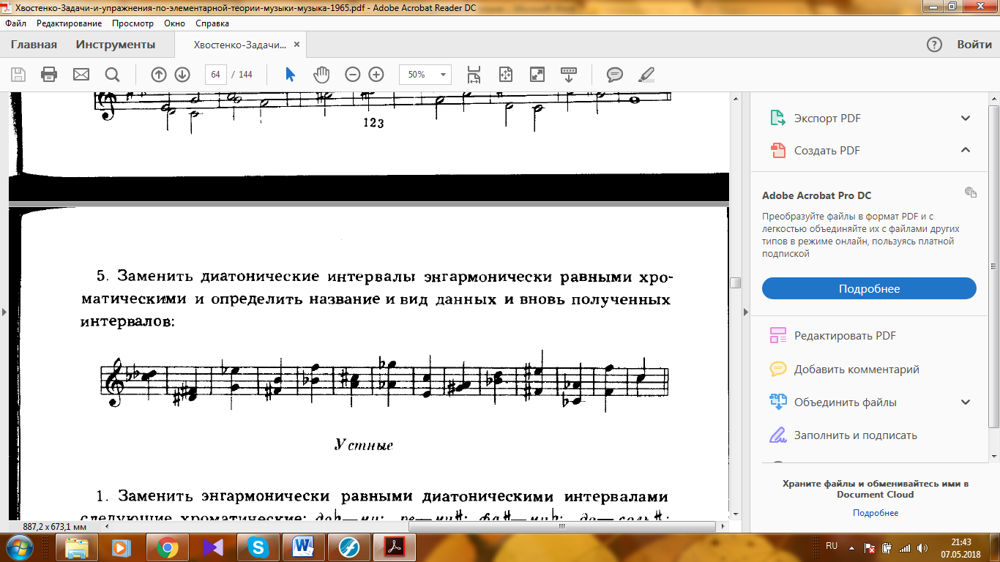 Хвостенко-Задачи-и-упражнения-по-элементарной-теории-музыки-музыка-1965.pdf - Adobe Acrobat Reader DC
Файл Редактирование Просмотр Окно Справка
Главная Инструменты Хвостенко-Задачи... × Войти
64 / 144 50%
123
5. Заменить диатонические интервалы энгармонически равными хро-
матическими и определить название и вид данных и вновь полученных
интервалов:
Устные
1. Заменить энгармонически равными диатоническими интервалами
следующие хроматические: до♭—ми; ре—ми♯; фа♯—ми♭; до—соль♯;
887,2 x 673,1 мм
Экспорт PDF
Создать PDF
Adobe Acrobat Pro DC
Преобразуйте файлы в формат PDF и с
легкостью объединяйте их с файлами других
типов в режиме онлайн, пользуясь платной
подпиской
Подробнее
Редактировать PDF
Добавить комментарий
Объединить файлы
Заполнить и подписать
Храните файлы и обменивайтесь ими в
Document Cloud
Подробнее
RU
21:43
07.05.2018